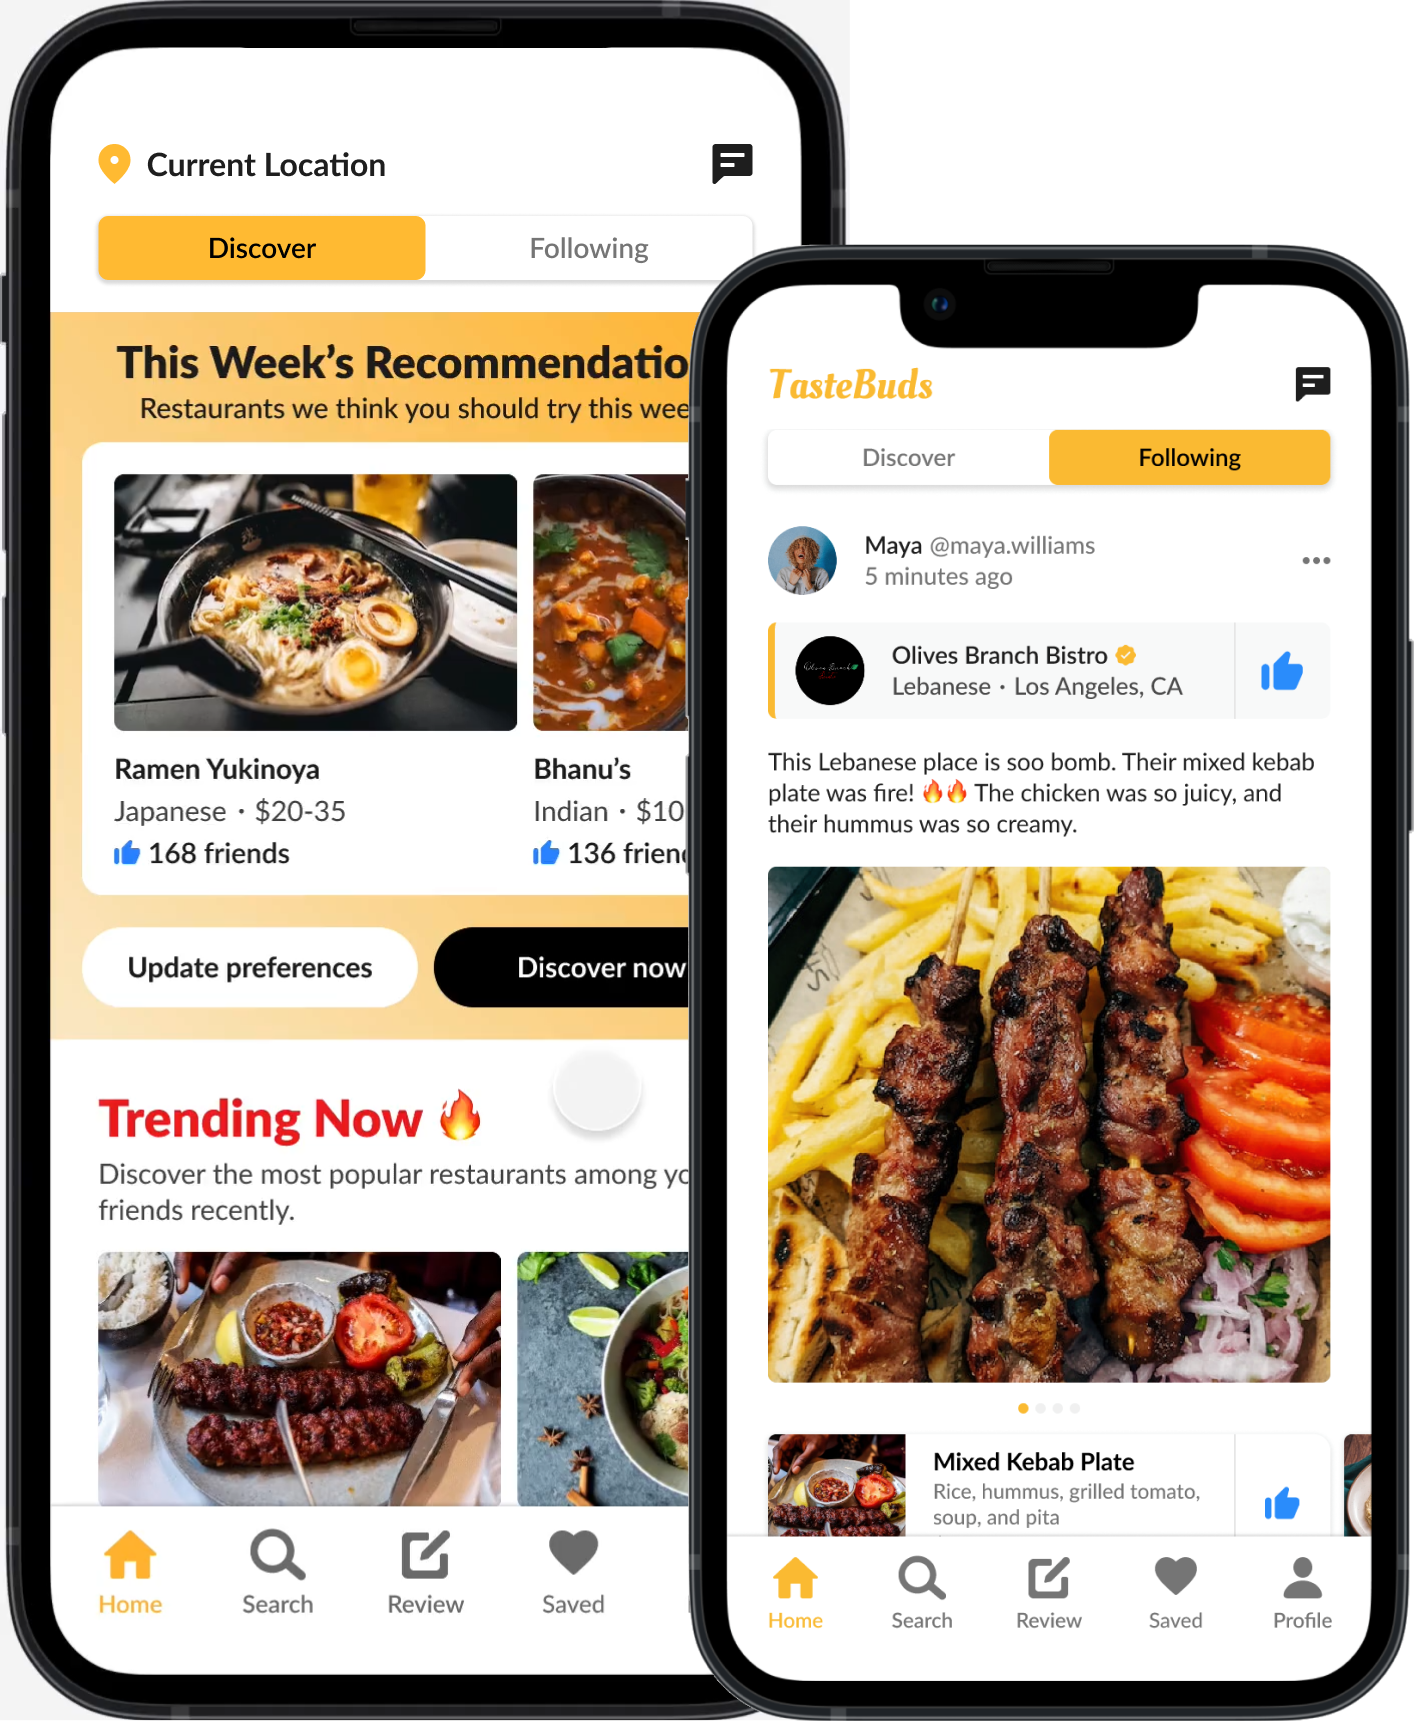 Current Location
Discover
Following
This Week's Recommendatio
Restaurants we think you should try this wee
Ramen Yukinoya
Japanese • $20-35
168 friends
Bhanu's
Indian • $10
136 frien
Update preferences
Discover now
Trending Now 🔥
Discover the most popular restaurants among yo
friends recently.
Home
Search
Review
Saved
TasteBuds
Discover
Following
Maya @maya.williams
5 minutes ago
Olives Branch Bistro
Lebanese • Los Angeles, CA
This Lebanese place is soo bomb. Their mixed kebab
plate was fire! 🔥🔥 The chicken was so juicy, and
their hummus was so creamy.
Mixed Kebab Plate
Rice, hummus, grilled tomato,
soup, and pita
Home
Search
Review
Saved
Profile